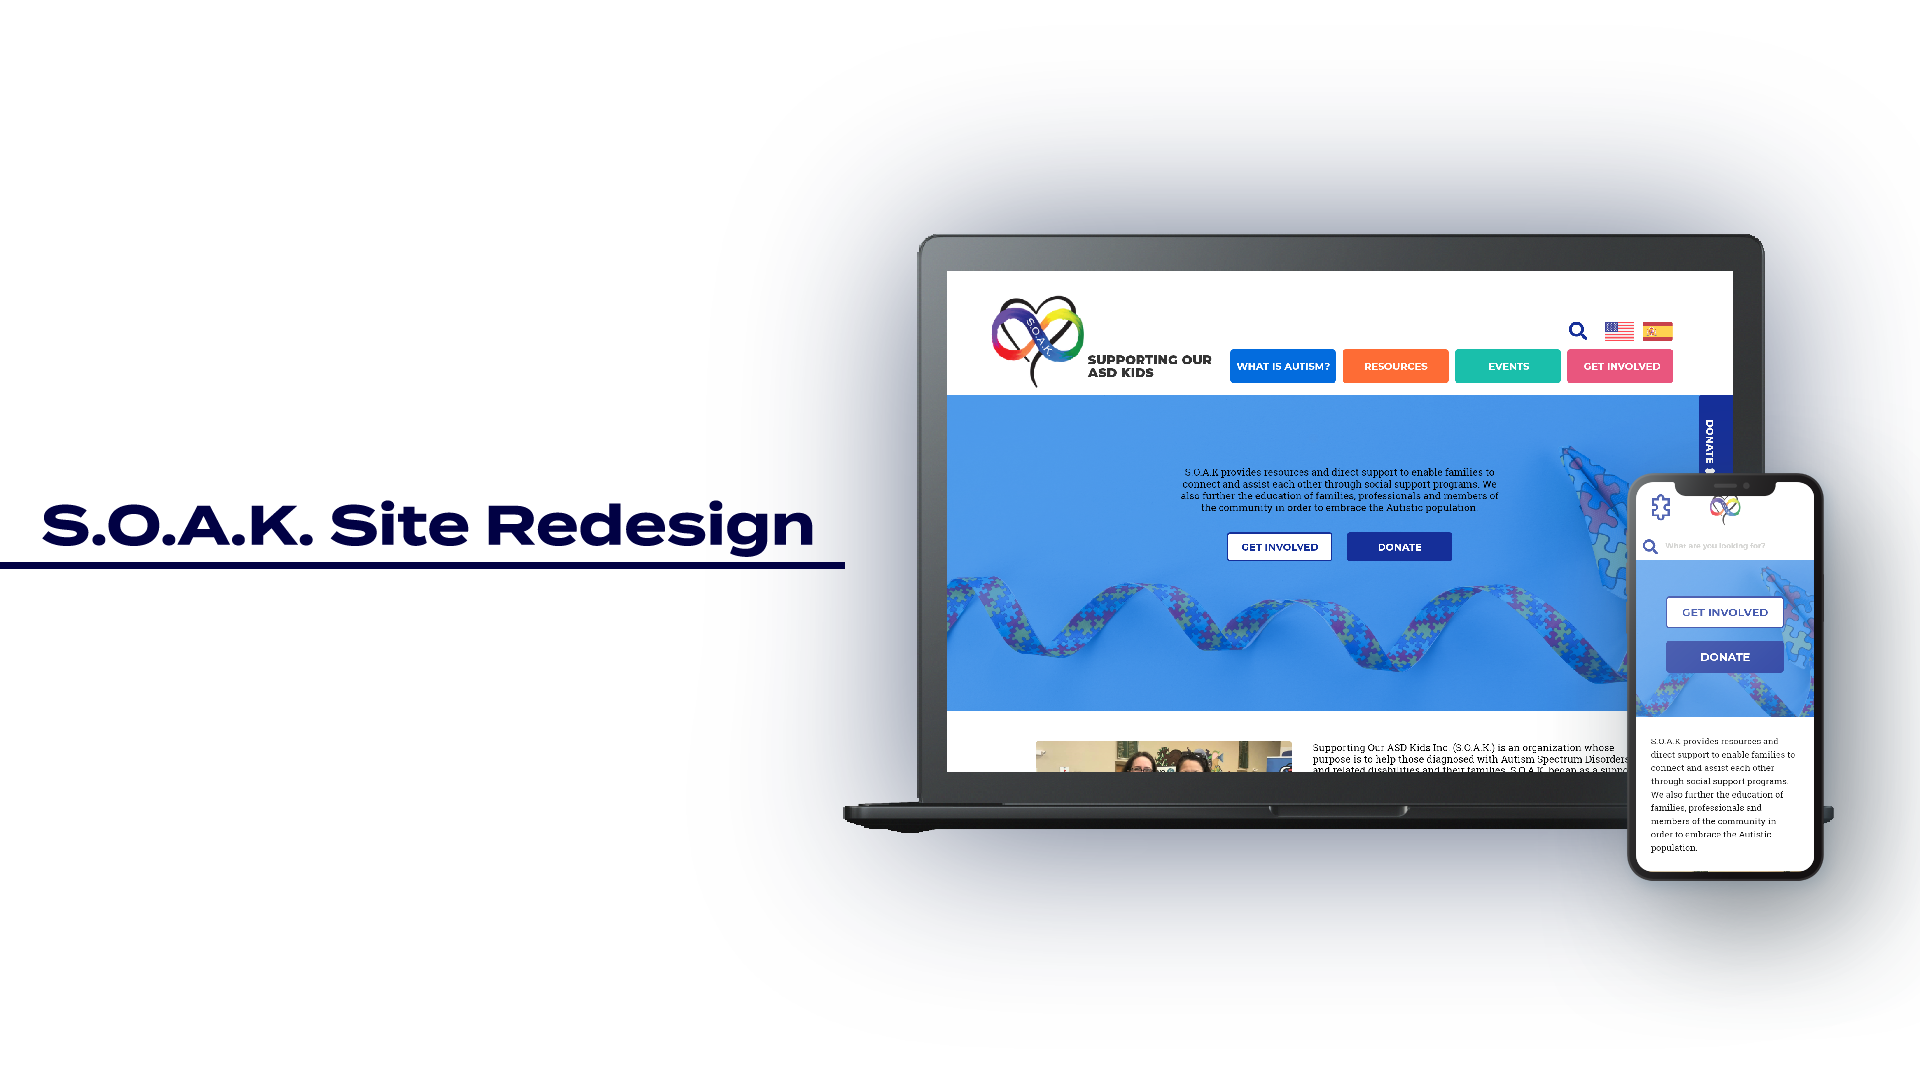 S.O.A.K. Site Redesign
S.O.A.K
SUPPORTING OUR
ASD KIDS
WHAT IS AUTISM?
RESOURCES
EVENTS
GET INVOLVED
DONATE
S.O.A.K provides resources and direct support to enable families to
connect and assist each other through social support programs. We
also further the education of families, professionals and members of
the community in order to embrace the Autistic population
GET INVOLVED
DONATE
Supporting Our ASD Kids Inc. (S.O.A.K.) is an organization whose
purpose is to help those diagnosed with Autism Spectrum Disorders
and related disabilities and their families. S.O.A.K. began as a
What are you looking for?
GET INVOLVED
DONATE
S.O.A.K provides resources and
direct support to enable families to
connect and assist each other
through social support programs.
We also further the education of
families, professionals and
members of the community in
order to embrace the Autistic
population.